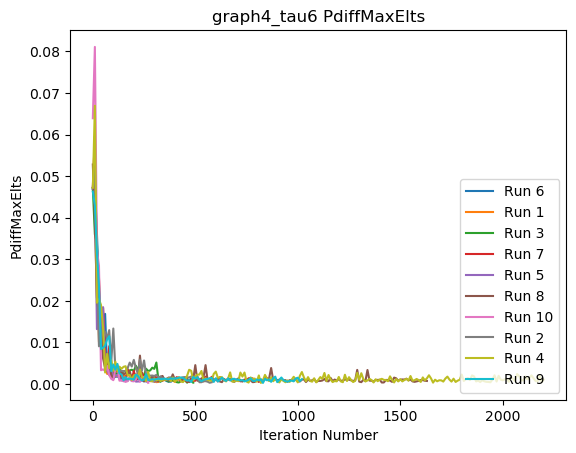 graph4_tau6 PdiffMaxElts
PdiffMaxElts
0.08
0.07
0.06
0.05
0.04
0.03
0.02
0.01
0.00
0
500
1000
1500
2000
Iteration Number
Run 6
Run 1
Run 3
Run 7
Run 5
Run 8
Run 10
Run 2
Run 4
Run 9